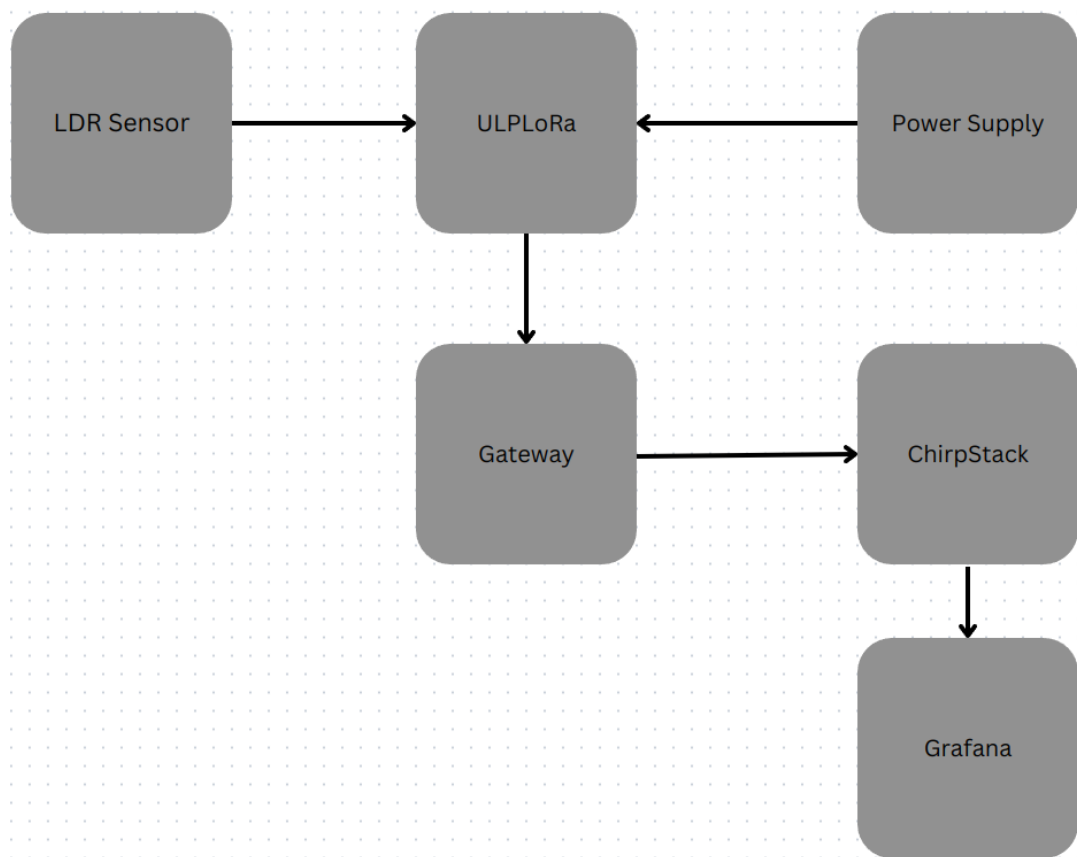 LDR Sensor
ULPLoRa
Power Supply
Gateway
ChirpStack
Grafana